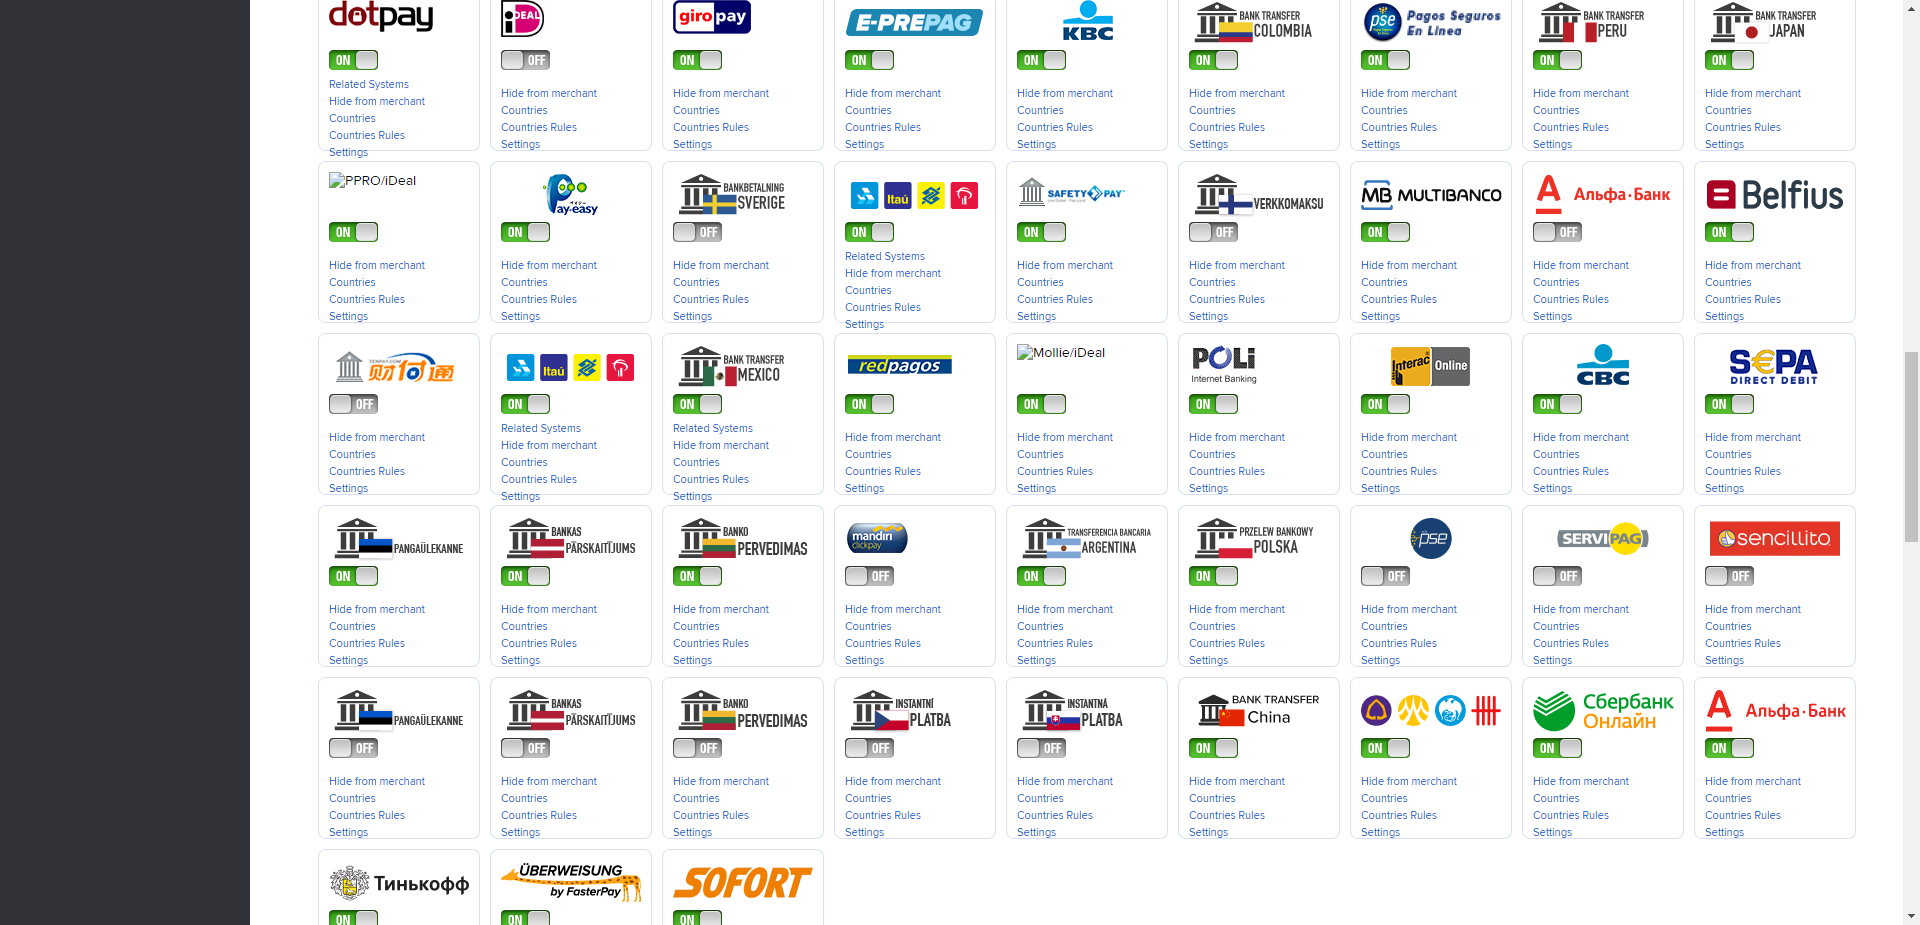 dotpay
iDEAL
giro pay
E-PREPAG
KBC
BANK TRANSFER
COLOMBIA
pse Pagos Seguros
En Línea
BANK TRANSFER
PERU
BANK TRANSFER
JAPAN
ON
OFF
ON
ON
ON
ON
ON
ON
ON
Related Systems
Hide from merchant
Countries
Countries Rules
Settings
Hide from merchant
Countries
Countries Rules
Settings
Hide from merchant
Countries
Countries Rules
Settings
Hide from merchant
Countries
Countries Rules
Settings
Hide from merchant
Countries
Countries Rules
Settings
Hide from merchant
Countries
Countries Rules
Settings
Hide from merchant
Countries
Countries Rules
Settings
Hide from merchant
Countries
Countries Rules
Settings
Hide from merchant
Countries
Countries Rules
Settings
PPRO/iDeal
ペイジー
Pay-easy
BANKBETALNING
SVERIGE
Itaú
SAFETYPAY
VERKKOMAKSU
MB MULTIBANCO
Альфа·Банк
Belfius
ON
ON
OFF
ON
ON
OFF
ON
OFF
ON
Hide from merchant
Countries
Countries Rules
Settings
Hide from merchant
Countries
Countries Rules
Settings
Hide from merchant
Countries
Countries Rules
Settings
Related Systems
Hide from merchant
Countries
Countries Rules
Settings
Hide from merchant
Countries
Countries Rules
Settings
Hide from merchant
Countries
Countries Rules
Settings
Hide from merchant
Countries
Countries Rules
Settings
Hide from merchant
Countries
Countries Rules
Settings
Hide from merchant
Countries
Countries Rules
Settings
TENPAY.COM
财付通
Itaú
BANK TRANSFER
MEXICO
redpagos
Mollie/iDeal
POLi
Internet Banking
Interac Online
CBC
S€PA
DIRECT DEBIT
OFF
ON
ON
ON
ON
ON
ON
ON
ON
Hide from merchant
Countries
Countries Rules
Settings
Related Systems
Hide from merchant
Countries
Countries Rules
Settings
Related Systems
Hide from merchant
Countries
Countries Rules
Settings
Hide from merchant
Countries
Countries Rules
Settings
Hide from merchant
Countries
Countries Rules
Settings
Hide from merchant
Countries
Countries Rules
Settings
Hide from merchant
Countries
Countries Rules
Settings
Hide from merchant
Countries
Countries Rules
Settings
Hide from merchant
Countries
Countries Rules
Settings
PANGAÜLEKANNE
BANKAS
PĀRSKAITĪJUMS
BANKO
PERVEDIMAS
mandiri
clickpay
TRANSFERENCIA BANCARIA
ARGENTINA
PRZELEW BANKOWY
POLSKA
pse
SERVIPAG
sencillito
ON
ON
ON
OFF
ON
ON
OFF
OFF
OFF
Hide from merchant
Countries
Countries Rules
Settings
Hide from merchant
Countries
Countries Rules
Settings
Hide from merchant
Countries
Countries Rules
Settings
Hide from merchant
Countries
Countries Rules
Settings
Hide from merchant
Countries
Countries Rules
Settings
Hide from merchant
Countries
Countries Rules
Settings
Hide from merchant
Countries
Countries Rules
Settings
Hide from merchant
Countries
Countries Rules
Settings
Hide from merchant
Countries
Countries Rules
Settings
PANGAÜLEKANNE
BANKAS
PĀRSKAITĪJUMS
BANKO
PERVEDIMAS
INSTANTNÍ
PLATBA
INSTANTNÁ
PLATBA
BANK TRANSFER
China
Сбербанк
Онлайн
Альфа·Банк
OFF
OFF
OFF
OFF
OFF
ON
ON
ON
ON
Hide from merchant
Countries
Countries Rules
Settings
Hide from merchant
Countries
Countries Rules
Settings
Hide from merchant
Countries
Countries Rules
Settings
Hide from merchant
Countries
Countries Rules
Settings
Hide from merchant
Countries
Countries Rules
Settings
Hide from merchant
Countries
Countries Rules
Settings
Hide from merchant
Countries
Countries Rules
Settings
Hide from merchant
Countries
Countries Rules
Settings
Hide from merchant
Countries
Countries Rules
Settings
Тинькофф
ÜBERWEISUNG
by FasterPay
SOFORT
ON
ON
ON